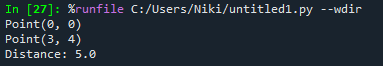 In [27]: %runfile C:/Users/Niki/untitled1.py --wdir
Point(0, 0)
Point(3, 4)
Distance: 5.0